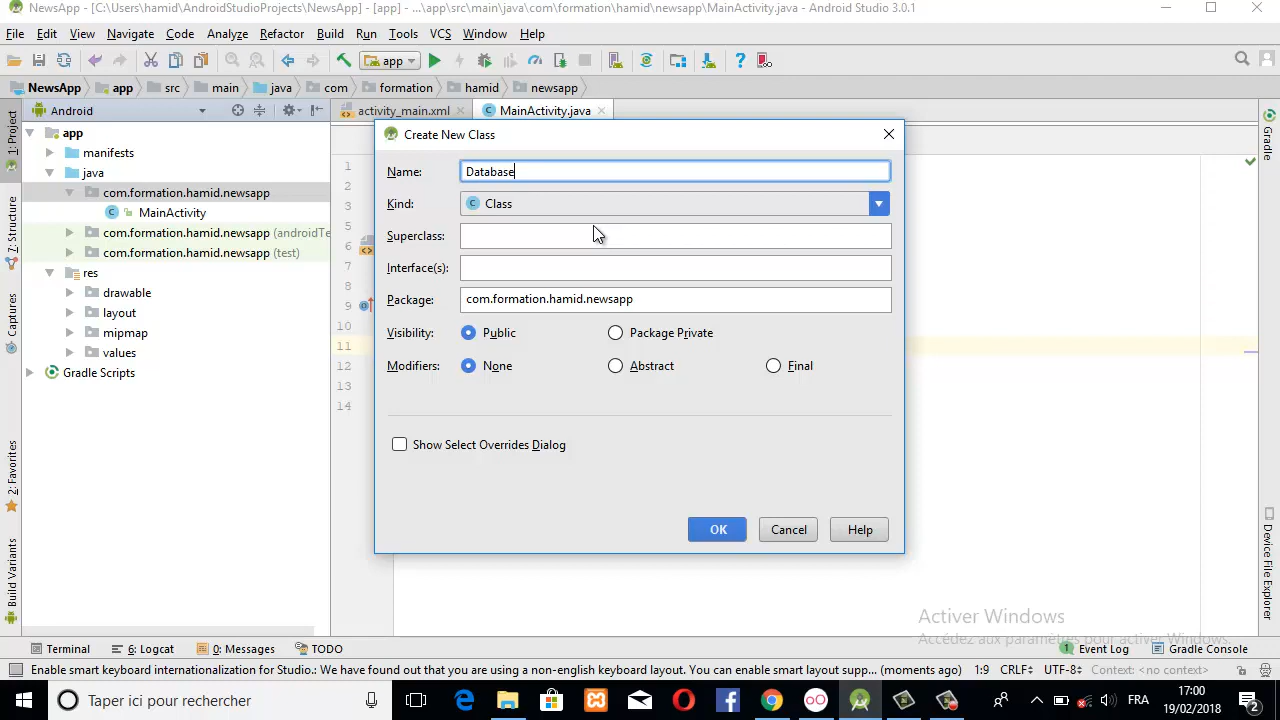 NewsApp - [C:\Users\hamid\AndroidStudioProjects\NewsApp] - [app] - ...\app\src\main\java\com\formation\hamid\newsapp\MainActivity.java - Android Studio 3.0.1
File Edit View Navigate Code Analyze Refactor Build Run Tools VCS Window Help
app
NewsApp app src main java com formation hamid newsapp
Android
activity_main.xml
MainActivity.java
1: Project
7: Structure
Captures
2: Favorites
Build Variants
app
manifests
java
com.formation.hamid.newsapp
MainActivity
com.formation.hamid.newsapp (androidTe
com.formation.hamid.newsapp (test)
res
drawable
layout
mipmap
values
Gradle Scripts
1
2
3
5
6
7
8
9
10
11
12
13
14
Create New Class
Name: Database
Kind: Class
Superclass:
Interface(s):
Package: com.formation.hamid.newsapp
Visibility: Public Package Private
Modifiers: None Abstract Final
Show Select Overrides Dialog
OK Cancel Help
Gradle
Device File Explorer
Activer Windows
Accédez aux paramètres pour activer Windows.
Terminal 6: Logcat 0: Messages TODO 1 Event Log Gradle Console
Enable smart keyboard internationalization for Studio.: We have found out that you are using a non-english keyboard layout. You can enable smart layout supp... (moments ago) 1:9 CRLF÷ UTF-8÷ Context: <no context>
Taper ici pour rechercher
FRA
17:00
19/02/2018
2